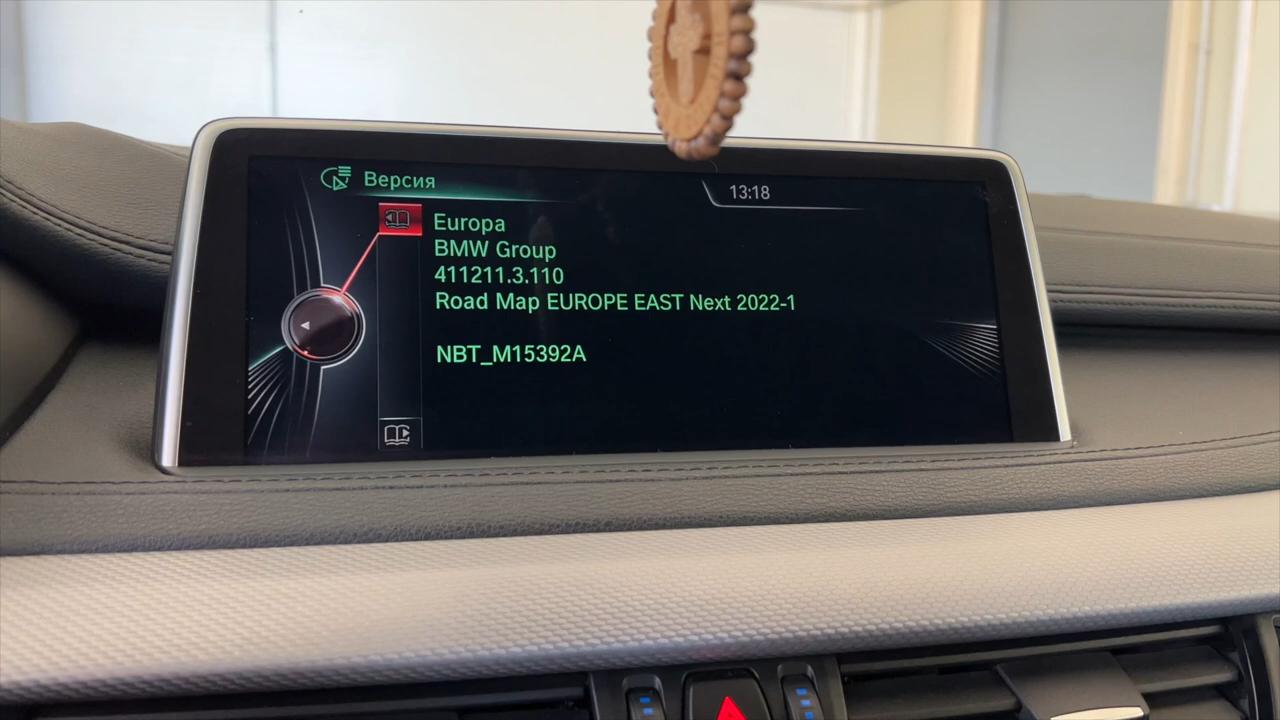 Версия
13:18
Europa
BMW Group
411211.3.110
Road Map EUROPE EAST Next 2022-1
NBT_M15392A